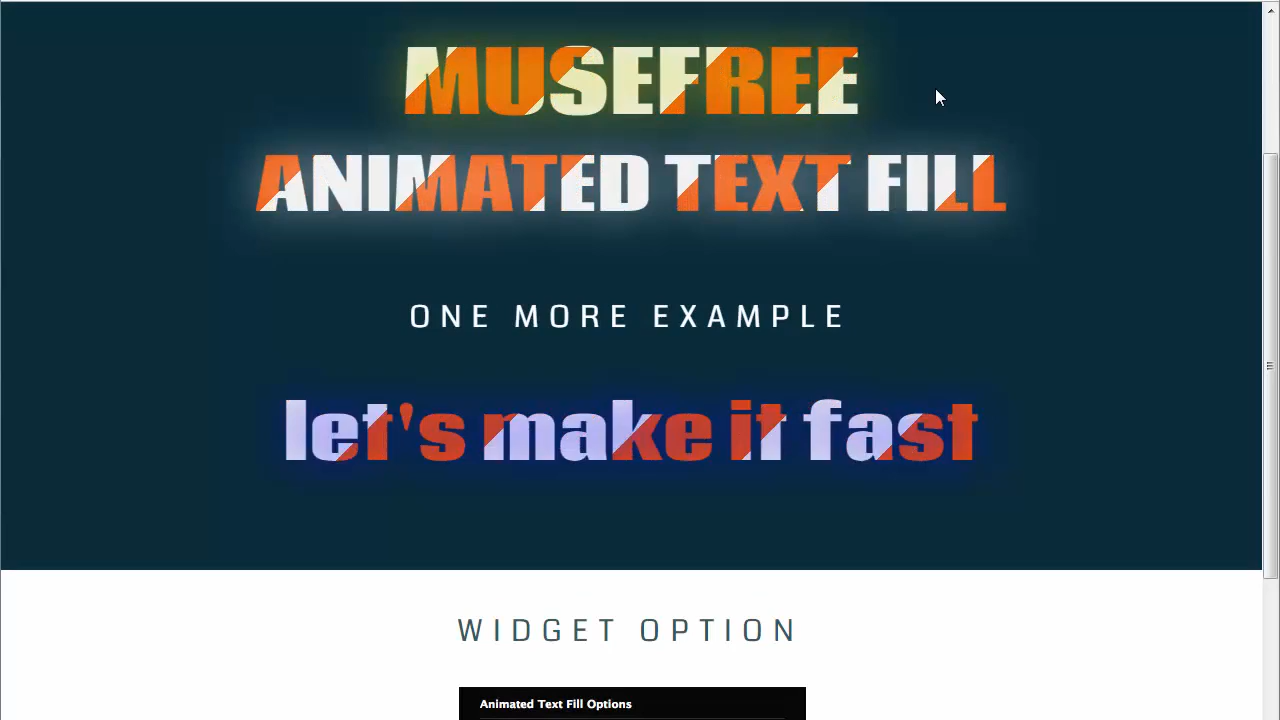 MUSEFREE
ANIMATED TEXT FILL
ONE MORE EXAMPLE
let's make it fast
WIDGET OPTION
Animated Text Fill Options